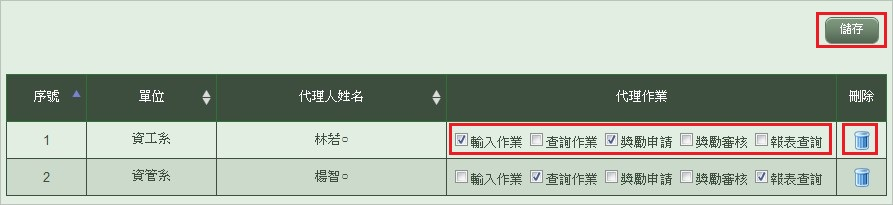 儲存
序號 單位 代理人姓名 代理作業 刪除
1 資工系 林若○ 輸入作業 查詢作業 獎勵申請 獎勵審核 報表查詢
2 資管系 楊智○ 輸入作業 查詢作業 獎勵申請 獎勵審核 報表查詢